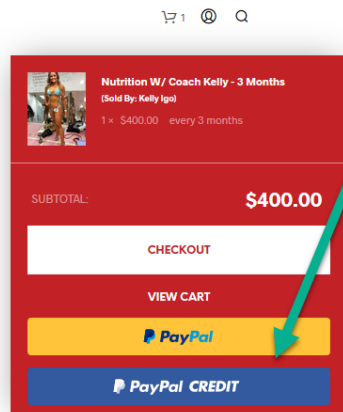 1
Nutrition W/ Coach Kelly - 3 Months
(Sold By: Kelly Igo)
1 × $400.00 every 3 months
SUBTOTAL: $400.00
CHECKOUT
VIEW CART
PayPal
PayPal CREDIT